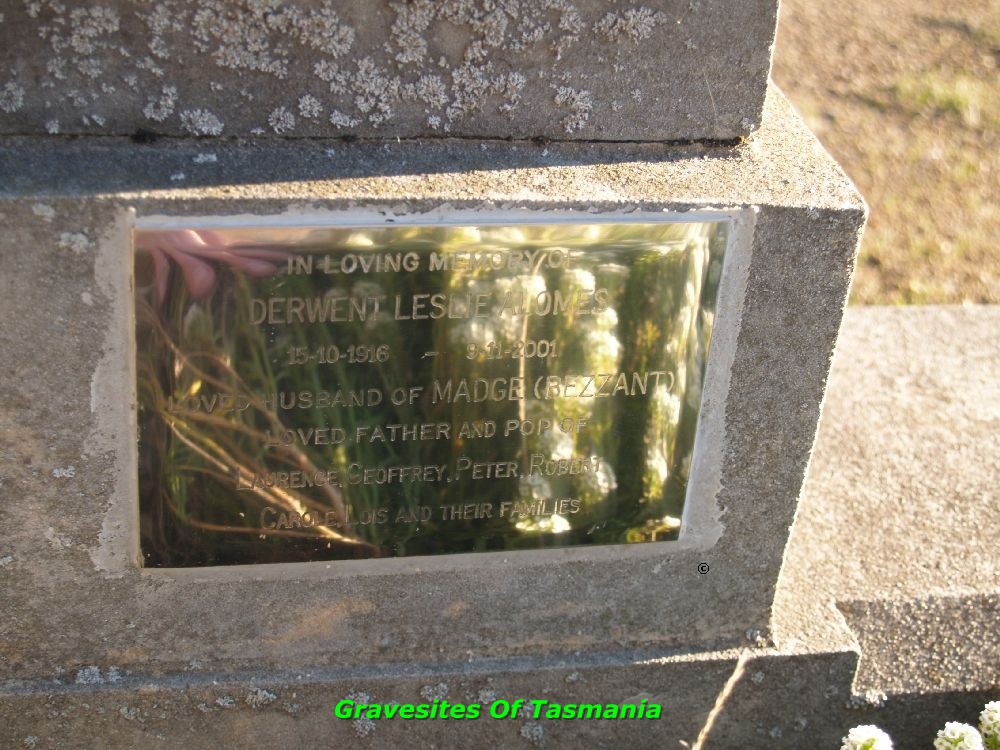 IN LOVING MEMORY OF
DERWENT LESLIE ALOMES
15-10-1916 – 9-11-2001
LOVED HUSBAND OF MADGE (BEZZANT)
LOVED FATHER AND POP OF
LAURENCE, GEOFFREY, PETER, ROBERT
CAROLE, LOIS AND THEIR FAMILIES
©
Gravesites Of Tasmania